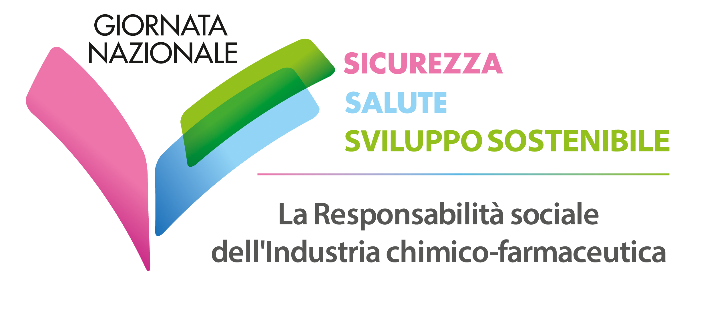 GIORNATA
NAZIONALE
SICUREZZA
SALUTE
SVILUPPO SOSTENIBILE
La Responsabilità sociale
dell'Industria chimico-farmaceutica